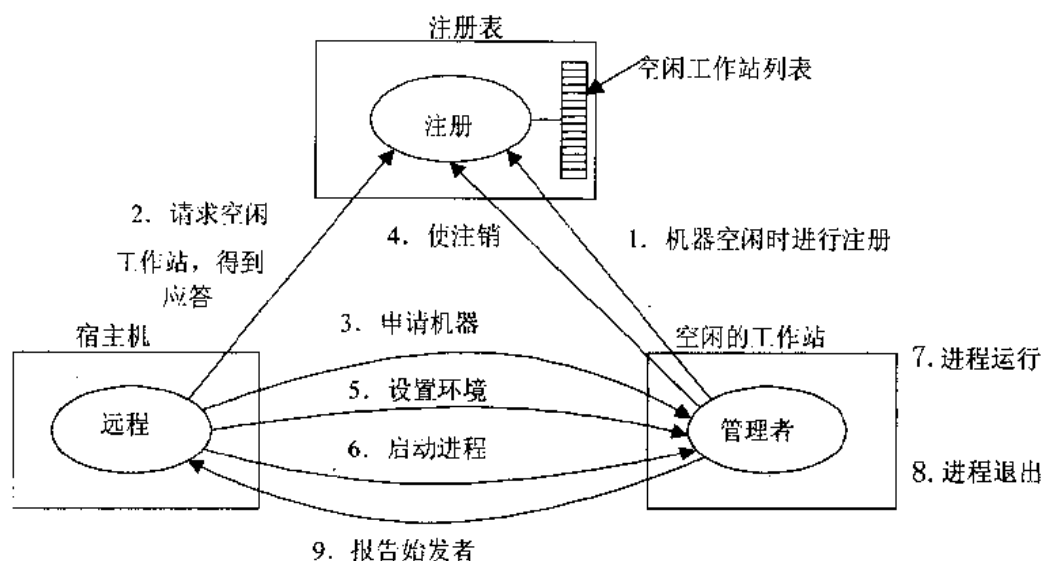 注册表
空闲工作站列表
注册
2. 请求空闲
工作站，得到
应答
4. 使注销
1. 机器空闲时进行注册
宿主机
3. 申请机器
空闲的工作站
7.进程运行
5. 设置环境
远程
管理者
6. 启动进程
8.进程退出
9. 报告始发者